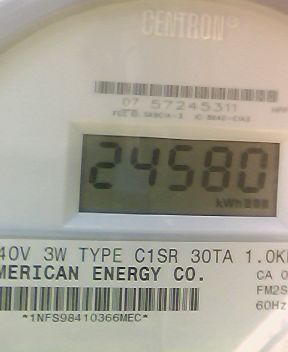 CENTRON®
07 57245311
24580
kWh
40V 3W TYPE C1SR 30TA 1.0K
MERICAN ENERGY CO.
CA 0
FM2S
60Hz
*1NFS98410366MEC*